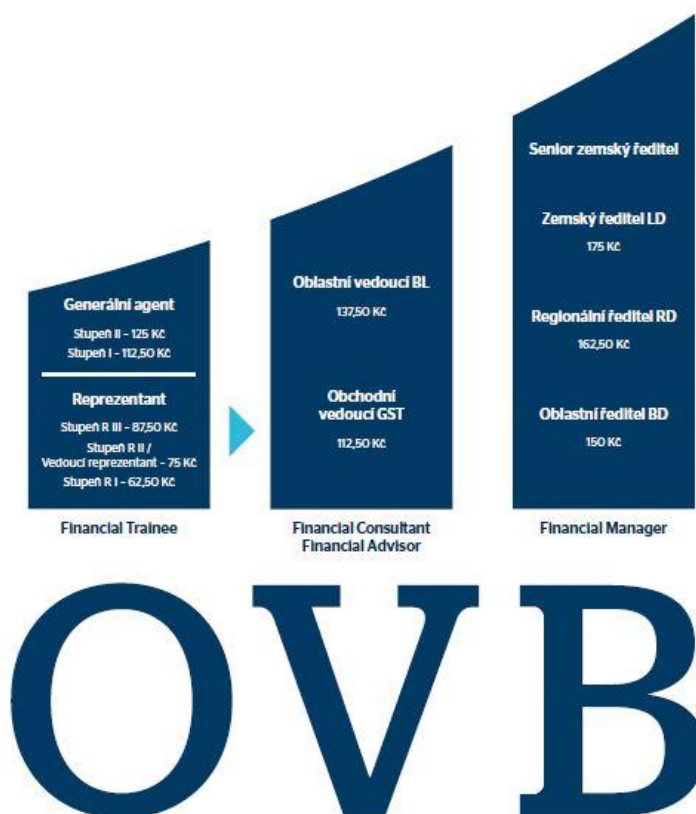 Generální agent
Stupeň II – 125 Kč
Stupeň I – 112,50 Kč
Reprezentant
Stupeň R III – 87,50 Kč
Stupeň R II /
Vedoucí reprezentant – 75 Kč
Stupeň R I – 62,50 Kč
Financial Trainee
Oblastní vedoucí BL
137,50 Kč
Obchodní
vedoucí GST
112,50 Kč
Financial Consultant
Financial Advisor
Senior zemský ředitel
Zemský ředitel LD
175 Kč
Regionální ředitel RD
162,50 Kč
Oblastní ředitel BD
150 Kč
Financial Manager
OVB